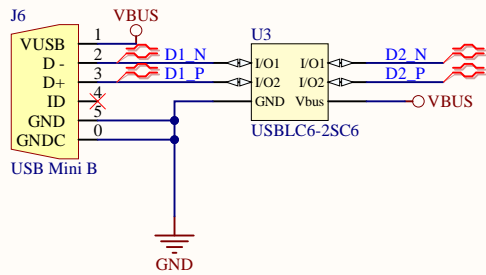 J6
VBUS
U3
VUSB 1
D - 2 D1_N I/O1 I/O1 D2_N
D+ 3 D1_P I/O2 I/O2 D2_P
ID 4
GND Vbus VBUS
GND 5
GNDC 0
USBLC6-2SC6
USB Mini B
GND